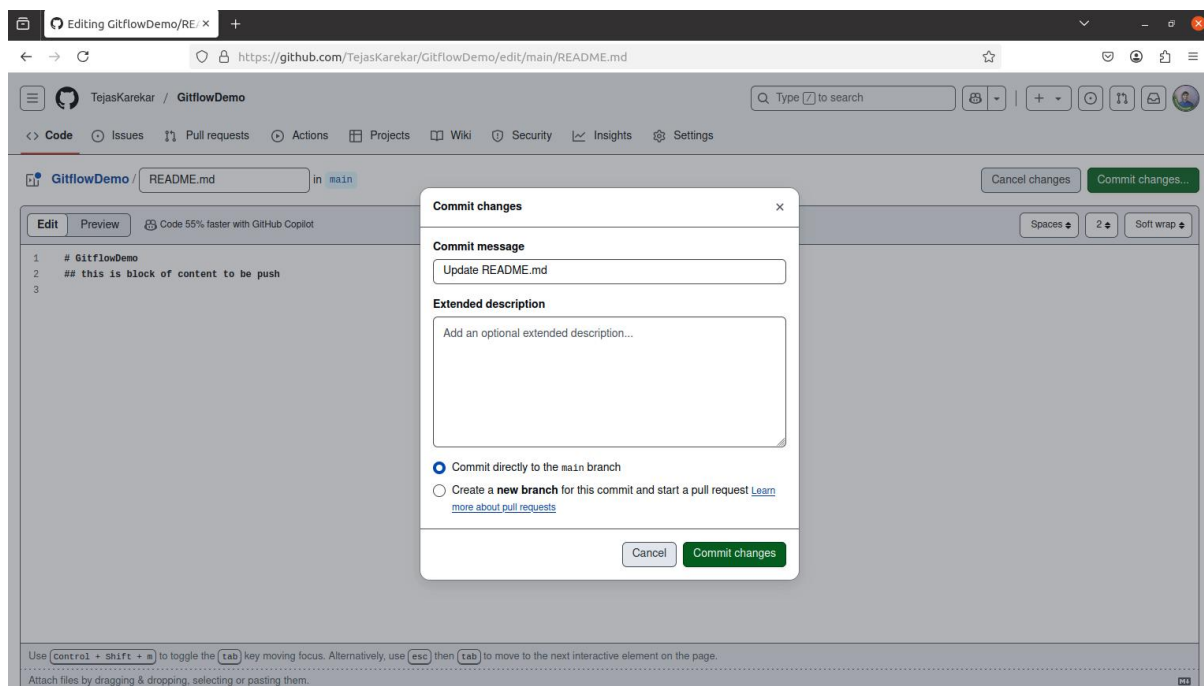 Editing GitflowDemo/RE
https://github.com/TejasKarekar/GitflowDemo/edit/main/README.md
TejasKarekar / GitflowDemo
Type / to search
Code Issues Pull requests Actions Projects Wiki Security Insights Settings
GitflowDemo / README.md in main
Cancel changes Commit changes...
Edit Preview Code 55% faster with GitHub Copilot
Spaces 2 Soft wrap
1 # GitflowDemo
2 ## this is block of content to be push
3
Commit changes
Commit message
Update README.md
Extended description
Add an optional extended description...
Commit directly to the main branch
Create a new branch for this commit and start a pull request Learn
more about pull requests
Cancel Commit changes
Use Control + Shift + m to toggle the tab key moving focus. Alternatively, use esc then tab to move to the next interactive element on the page.
Attach files by dragging & dropping, selecting or pasting them.